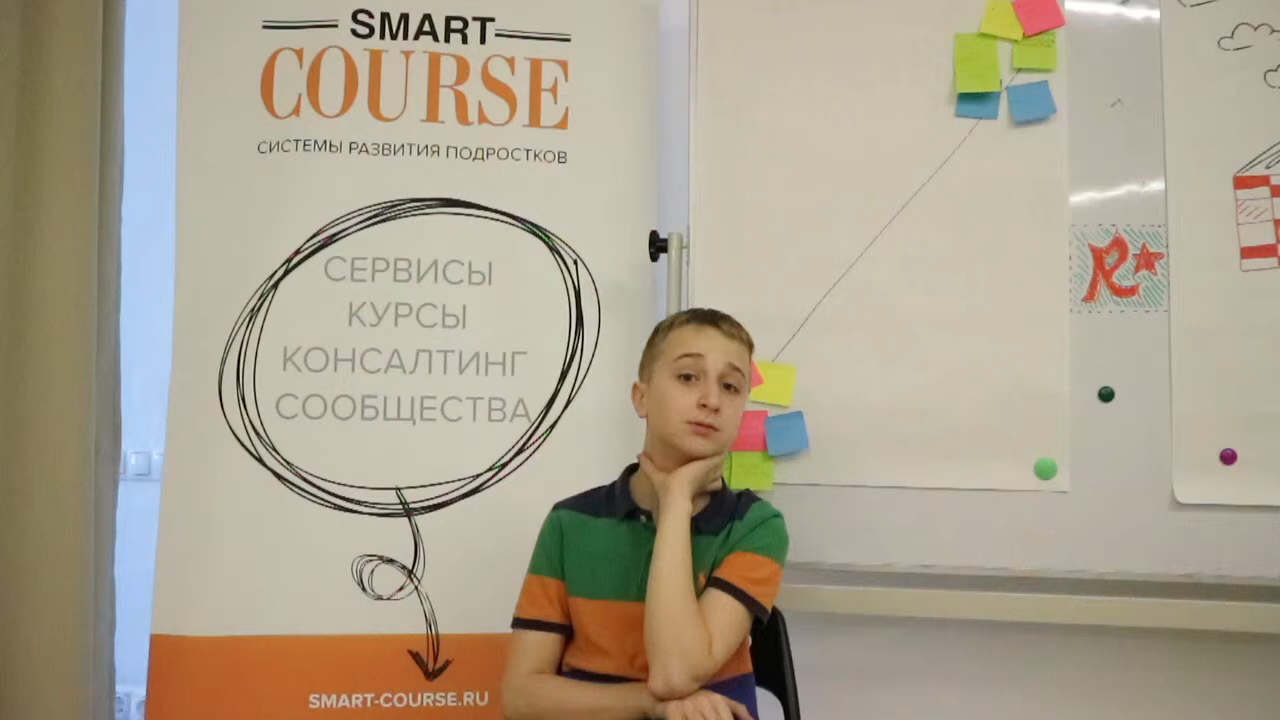 SMART
COURSE
СИСТЕМЫ РАЗВИТИЯ ПОДРОСТКОВ
СЕРВИСЫ
КУРСЫ
КОНСАЛТИНГ
СООБЩЕСТВА
SMART-COURSE.RU
R